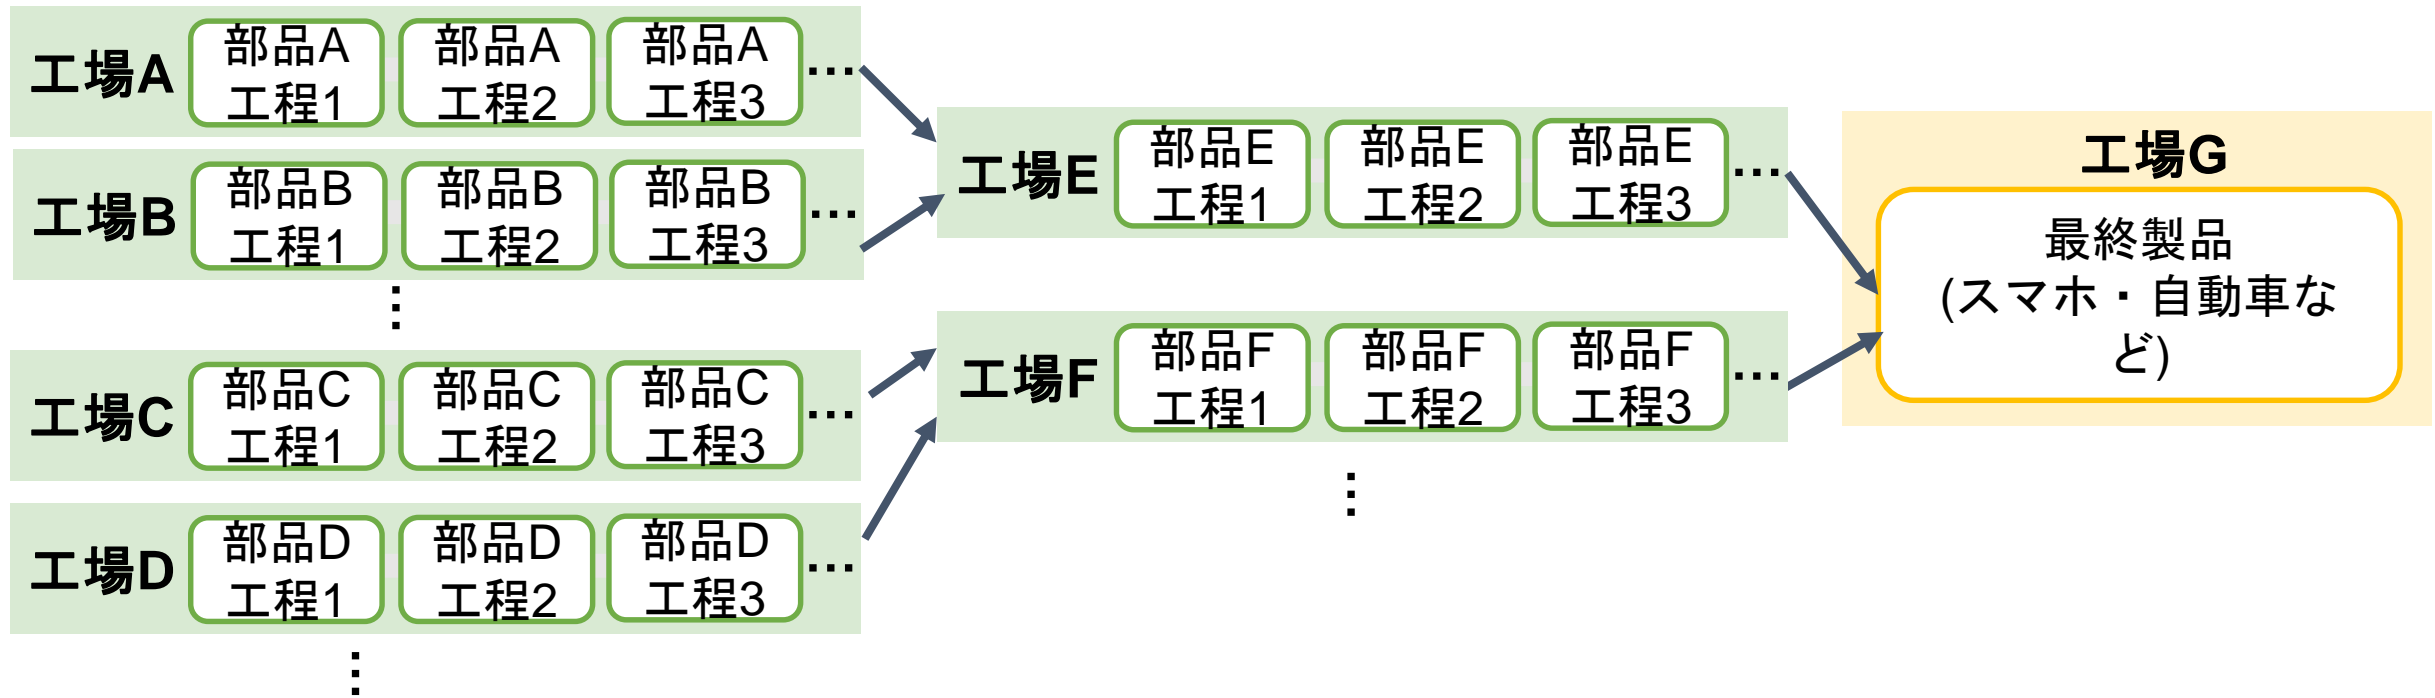 工場A
部品A
工程1
部品A
工程2
部品A
工程3
…
工場B
部品B
工程1
部品B
工程2
部品B
工程3
…
⋮
工場C
部品C
工程1
部品C
工程2
部品C
工程3
…
工場D
部品D
工程1
部品D
工程2
部品D
工程3
…
⋮
工場E
部品E
工程1
部品E
工程2
部品E
工程3
…
工場F
部品F
工程1
部品F
工程2
部品F
工程3
…
⋮
工場G
最終製品
(スマホ・自動車な
ど)